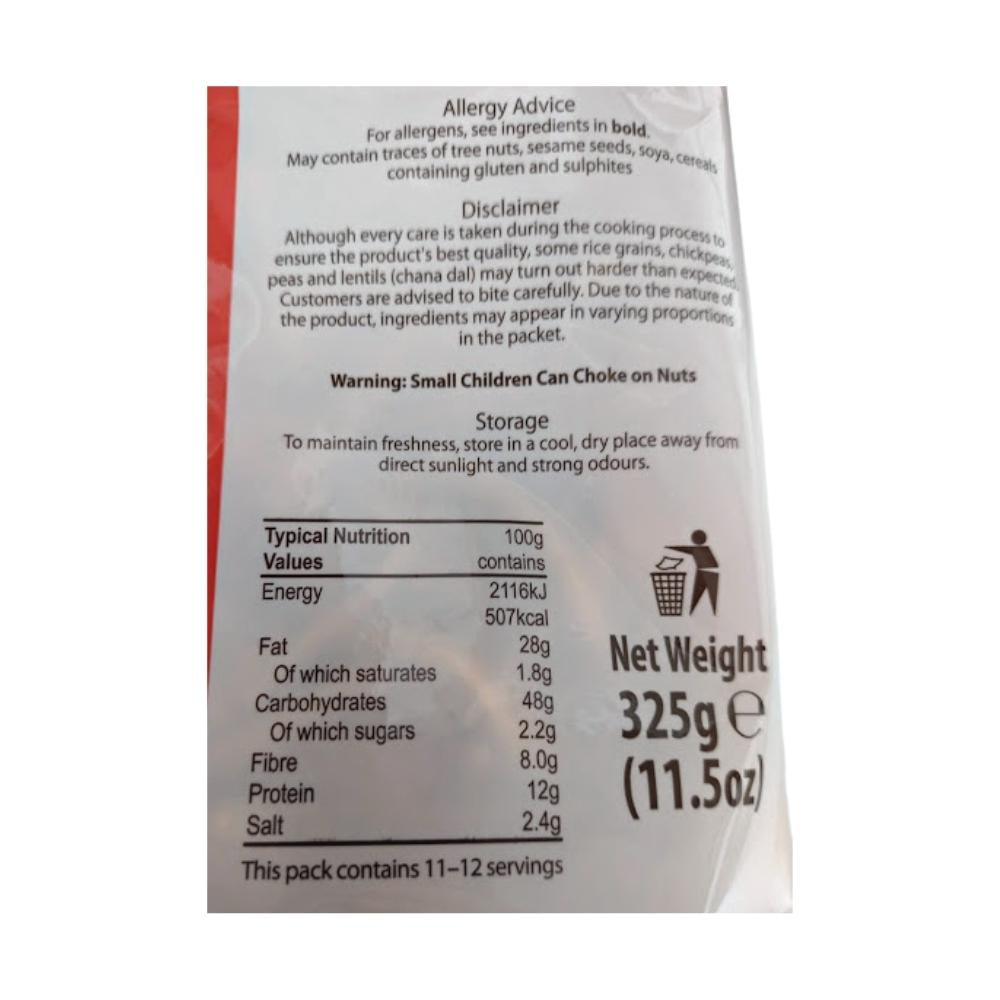 Allergy Advice
For allergens, see ingredients in bold.
May contain traces of tree nuts, sesame seeds, soya, cereals
containing gluten and sulphites
Disclaimer
Although every care is taken during the cooking process to
ensure the product's best quality, some rice grains, chickpeas,
peas and lentils (chana dal) may turn out harder than expected.
Customers are advised to bite carefully. Due to the nature of
the product, ingredients may appear in varying proportions
in the packet.
Warning: Small Children Can Choke on Nuts
Storage
To maintain freshness, store in a cool, dry place away from
direct sunlight and strong odours.
Typical Nutrition 100g
Values contains
Energy 2116kJ
507kcal
Fat 28g
Of which saturates 1.8g
Carbohydrates 48g
Of which sugars 2.2g
Fibre 8.0g
Protein 12g
Salt 2.4g
This pack contains 11–12 servings
Net Weight
325g ℮
(11.5oz)